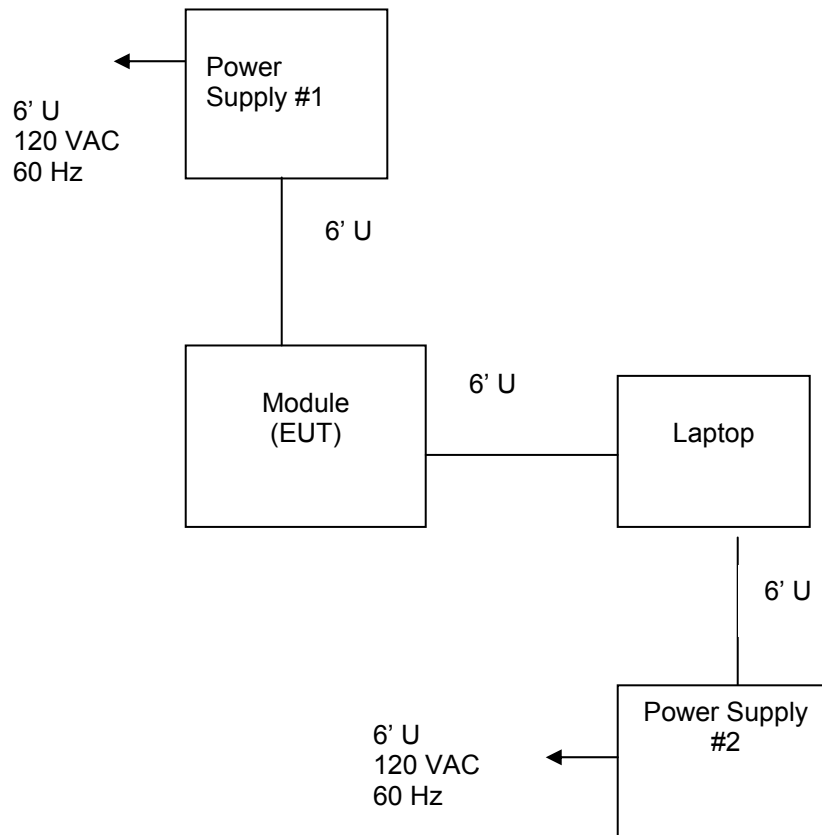 Power
Supply #1
6’ U
120 VAC
60 Hz
6’ U
Module
(EUT)
6’ U
Laptop
6’ U
Power Supply
#2
6’ U
120 VAC
60 Hz